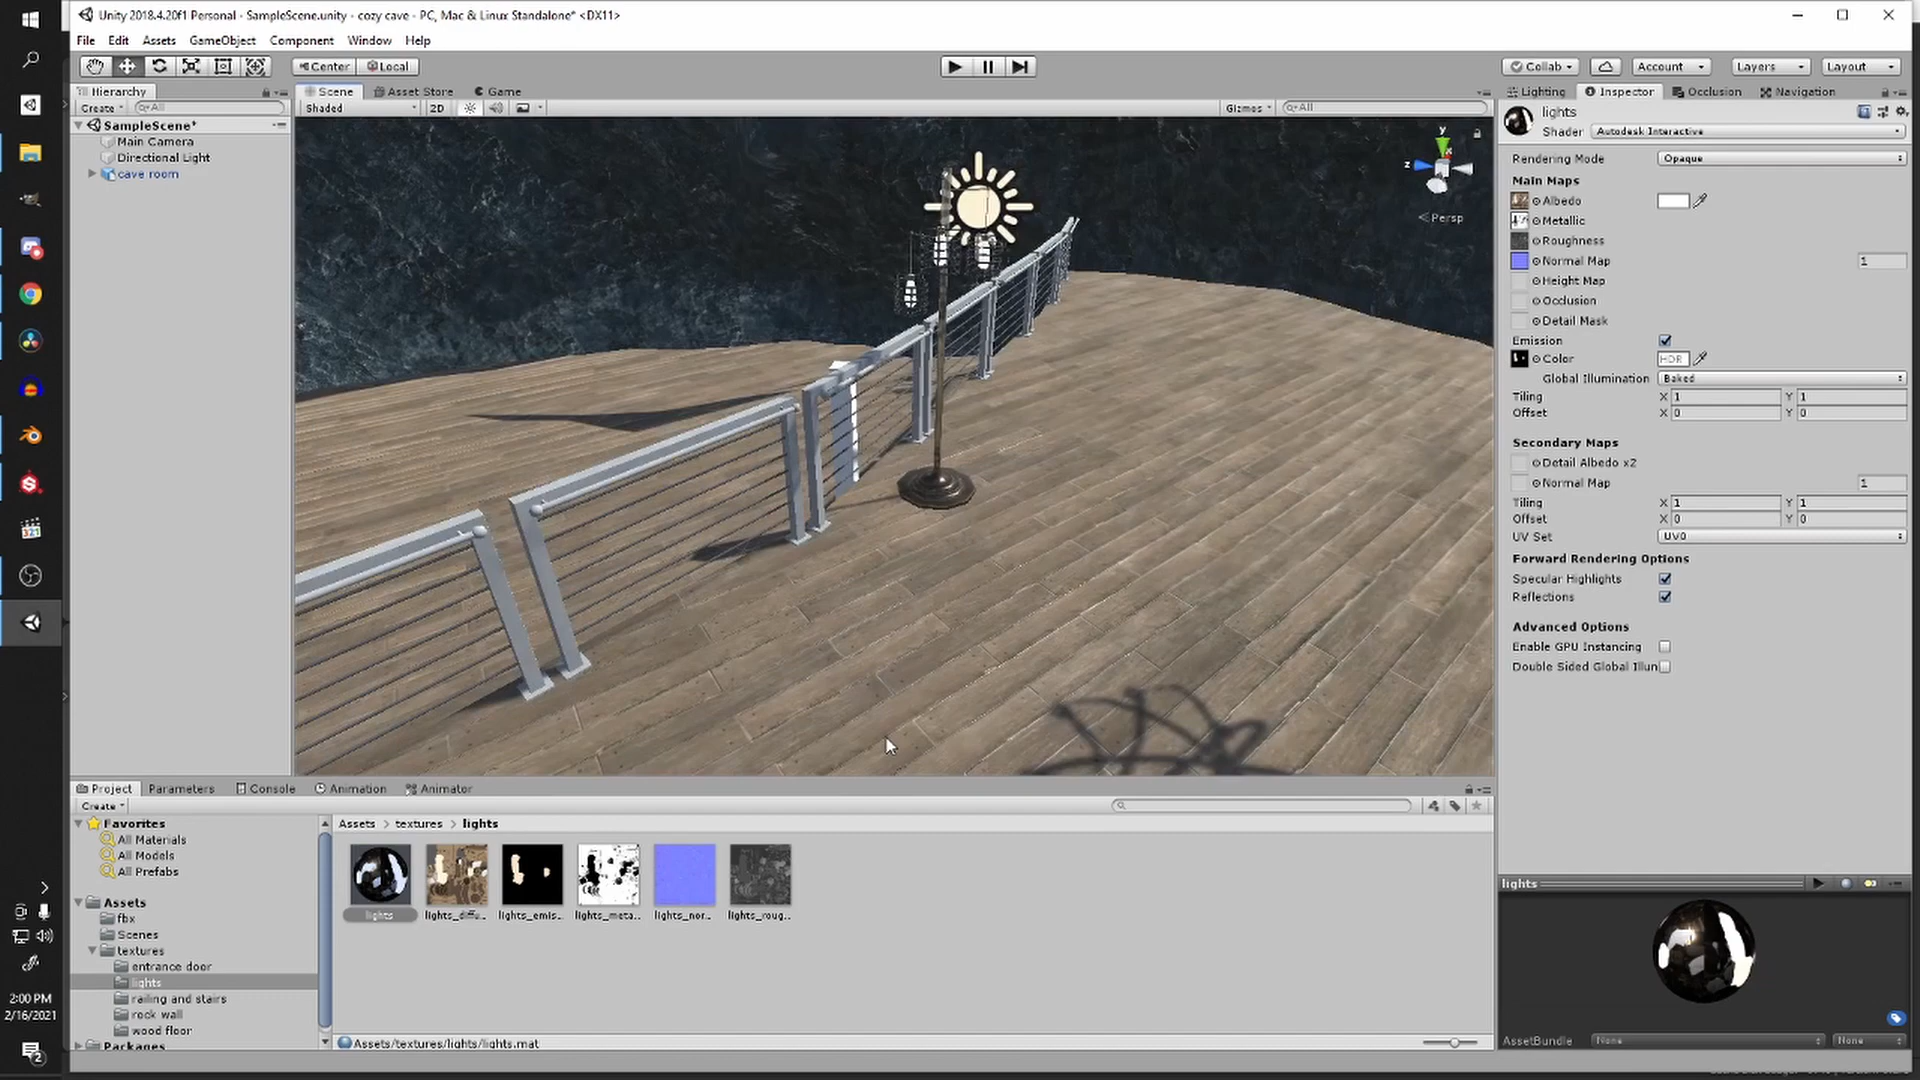 Unity 2018.4.20f1 Personal - SampleScene.unity - cozy cave - PC, Mac & Linux Standalone* <DX11>
File Edit Assets GameObject Component Window Help
Center Local
Collab Account Layers Layout
Hierarchy
Create All
SampleScene*
Main Camera
Directional Light
cave room
Scene Asset Store Game
Shaded 2D Gizmos All
y
x
z
Persp
Lighting Inspector Occlusion Navigation
lights
Shader Autodesk Interactive
Rendering Mode Opaque
Main Maps
Albedo
Metallic
Roughness
Normal Map 1
Height Map
Occlusion
Detail Mask
Emission
Color HDR
Global Illumination Baked
Tiling X 1 Y 1
Offset X 0 Y 0
Secondary Maps
Detail Albedo x2
Normal Map 1
Tiling X 1 Y 1
Offset X 0 Y 0
UV Set UV0
Forward Rendering Options
Specular Highlights
Reflections
Advanced Options
Enable GPU Instancing
Double Sided Global Illun
Project Parameters Console Animation Animator
Create
Favorites
All Materials
All Models
All Prefabs
Assets
fbx
Scenes
textures
entrance door
lights
railing and stairs
rock wall
wood floor
Packages
Assets > textures > lights
lights lights_diffu... lights_emis... lights_meta... lights_nor... lights_roug...
Assets/textures/lights/lights.mat
lights
AssetBundle None None
321
2:00 PM
2/16/2021
2